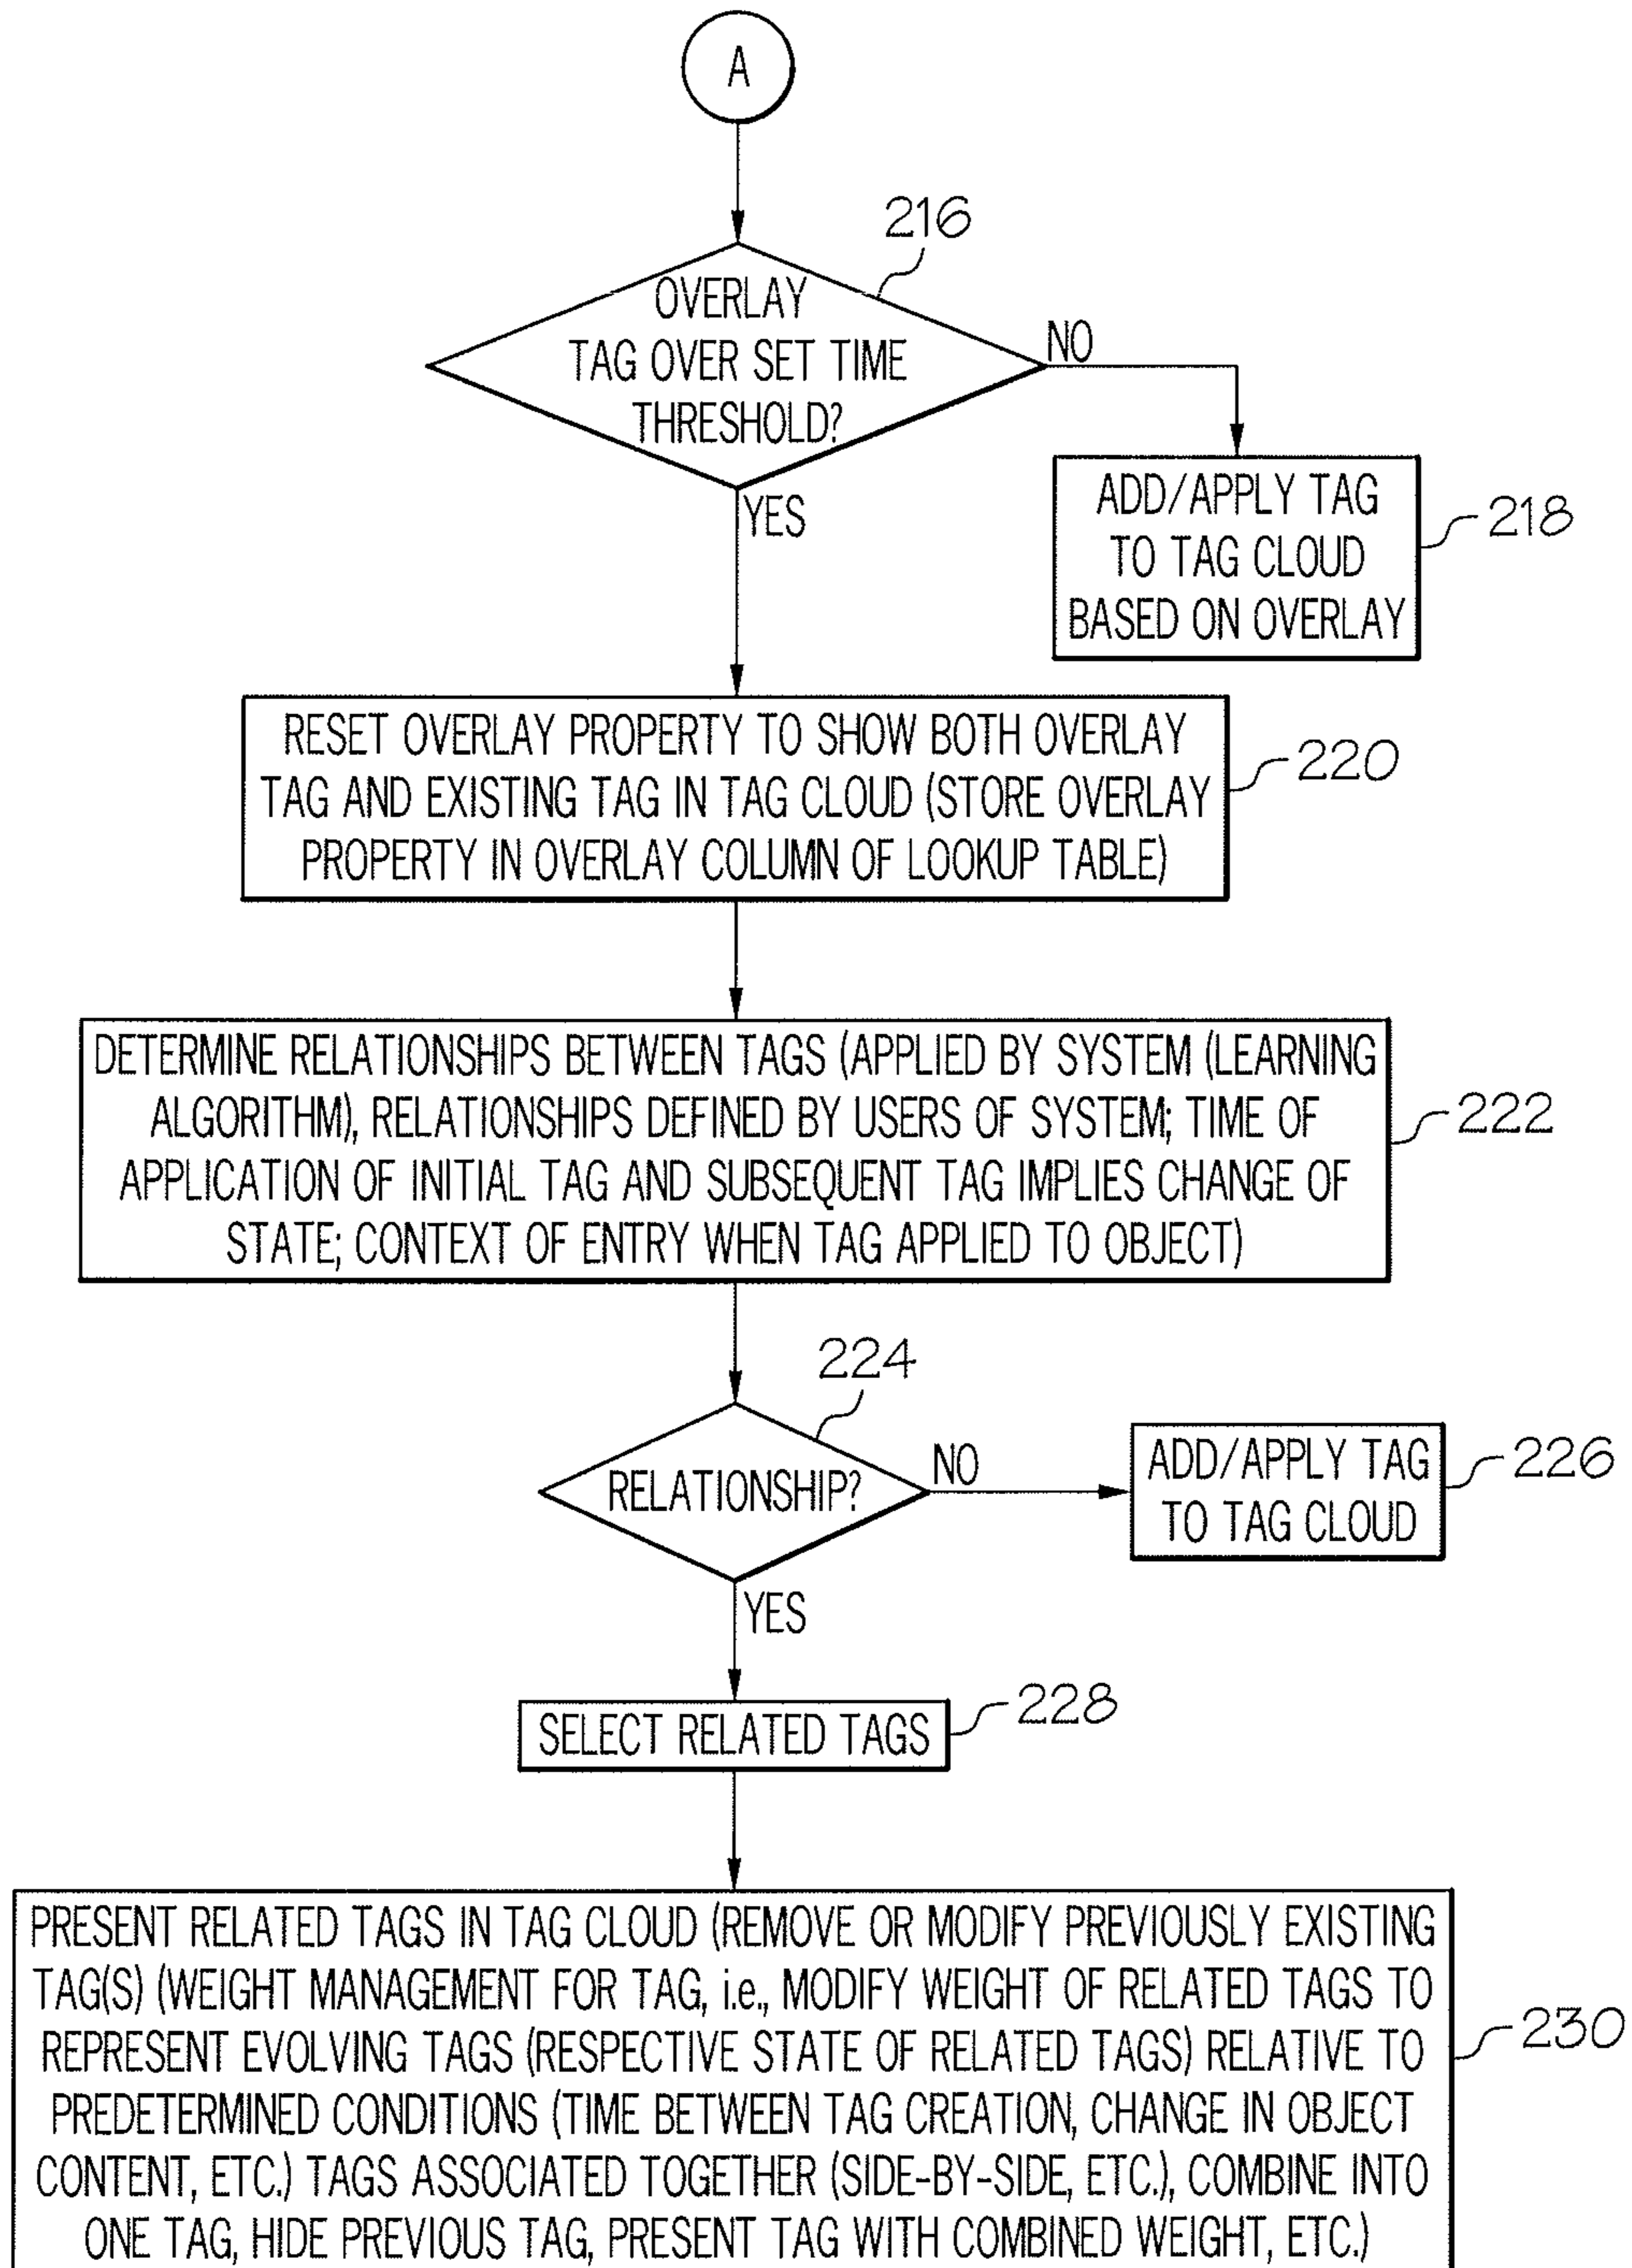 A
216
OVERLAY
TAG OVER SET TIME
THRESHOLD?
NO
YES
ADD/APPLY TAG
TO TAG CLOUD
BASED ON OVERLAY
218
RESET OVERLAY PROPERTY TO SHOW BOTH OVERLAY
TAG AND EXISTING TAG IN TAG CLOUD (STORE OVERLAY
PROPERTY IN OVERLAY COLUMN OF LOOKUP TABLE)
220
DETERMINE RELATIONSHIPS BETWEEN TAGS (APPLIED BY SYSTEM (LEARNING
ALGORITHM), RELATIONSHIPS DEFINED BY USERS OF SYSTEM; TIME OF
APPLICATION OF INITIAL TAG AND SUBSEQUENT TAG IMPLIES CHANGE OF
STATE; CONTEXT OF ENTRY WHEN TAG APPLIED TO OBJECT)
222
224
RELATIONSHIP?
NO
ADD/APPLY TAG
TO TAG CLOUD
226
YES
SELECT RELATED TAGS
228
PRESENT RELATED TAGS IN TAG CLOUD (REMOVE OR MODIFY PREVIOUSLY EXISTING
TAG(S) (WEIGHT MANAGEMENT FOR TAG, i.e., MODIFY WEIGHT OF RELATED TAGS TO
REPRESENT EVOLVING TAGS (RESPECTIVE STATE OF RELATED TAGS) RELATIVE TO
PREDETERMINED CONDITIONS (TIME BETWEEN TAG CREATION, CHANGE IN OBJECT
CONTENT, ETC.) TAGS ASSOCIATED TOGETHER (SIDE-BY-SIDE, ETC.), COMBINE INTO
ONE TAG, HIDE PREVIOUS TAG, PRESENT TAG WITH COMBINED WEIGHT, ETC.)
230